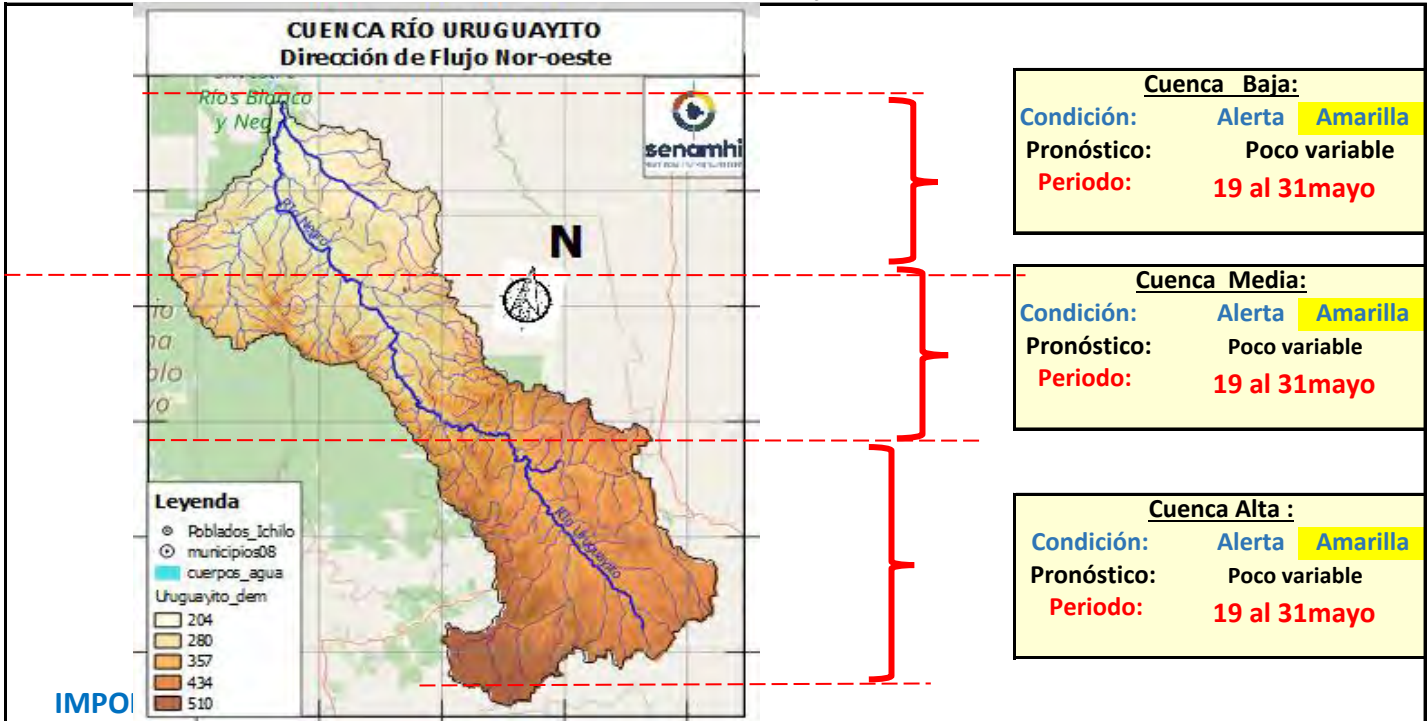 CUENCA RÍO URUGUAYITO
Dirección de Flujo Nor-oeste
Ríos Blanco
y Neg
senamhi
N
Río Negro
Río Uruguayito
Leyenda
Poblados_Ichilo
municipios08
cuerpos_agua
Uruguayito_dem
204
280
357
434
510
IMPO
Cuenca Baja:
Condición: Alerta Amarilla
Pronóstico: Poco variable
Periodo: 19 al 31mayo
Cuenca Media:
Condición: Alerta Amarilla
Pronóstico: Poco variable
Periodo: 19 al 31mayo
Cuenca Alta :
Condición: Alerta Amarilla
Pronóstico: Poco variable
Periodo: 19 al 31mayo